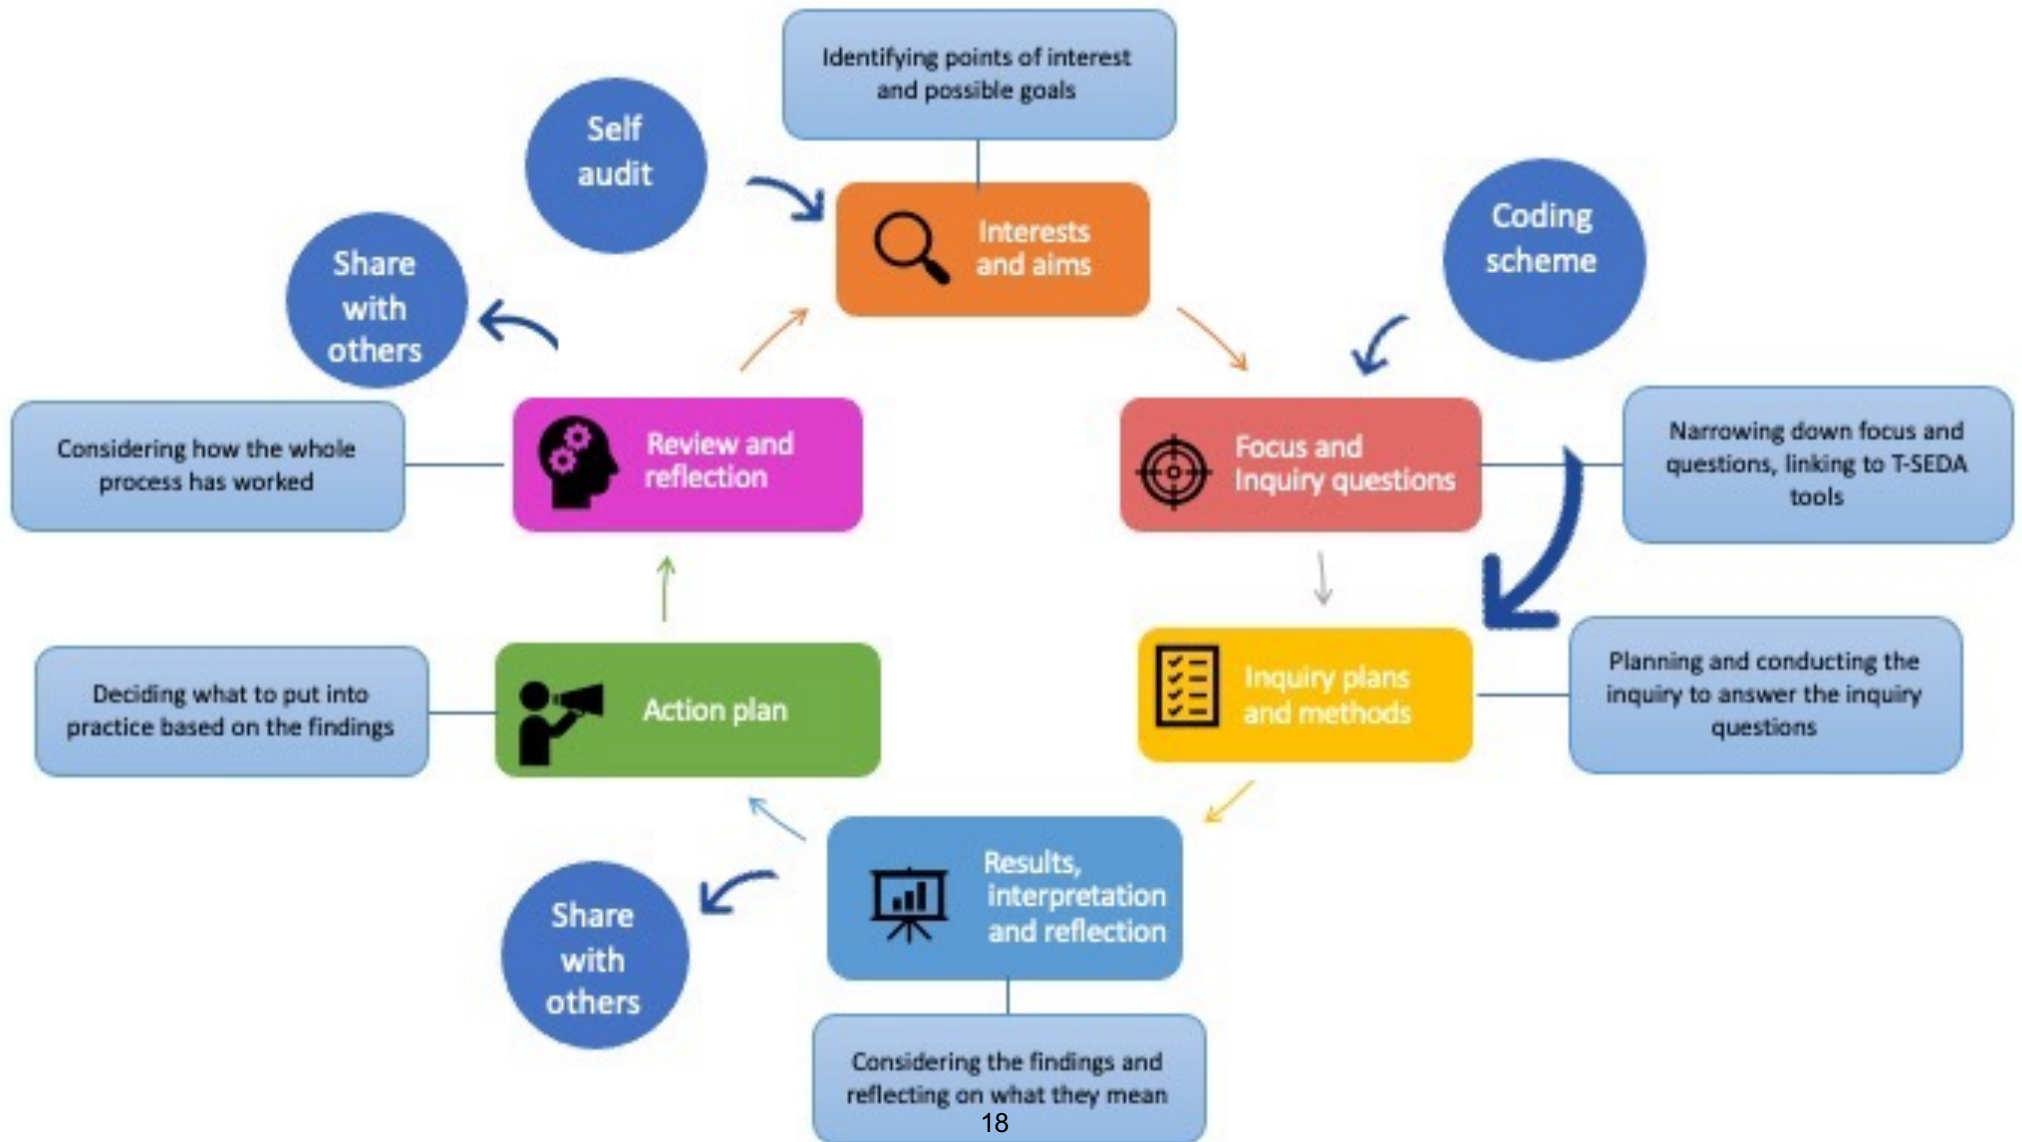 Identifying points of interest
and possible goals
Self
audit
Interests
and aims
Coding
scheme
Share
with
others
Considering how the whole
process has worked
Review and
reflection
Focus and
Inquiry questions
Narrowing down focus and
questions, linking to T-SEDA
tools
Deciding what to put into
practice based on the findings
Action plan
Inquiry plans
and methods
Planning and conducting the
inquiry to answer the inquiry
questions
Results,
interpretation
and reflection
Share
with
others
Considering the findings and
reflecting on what they mean
18